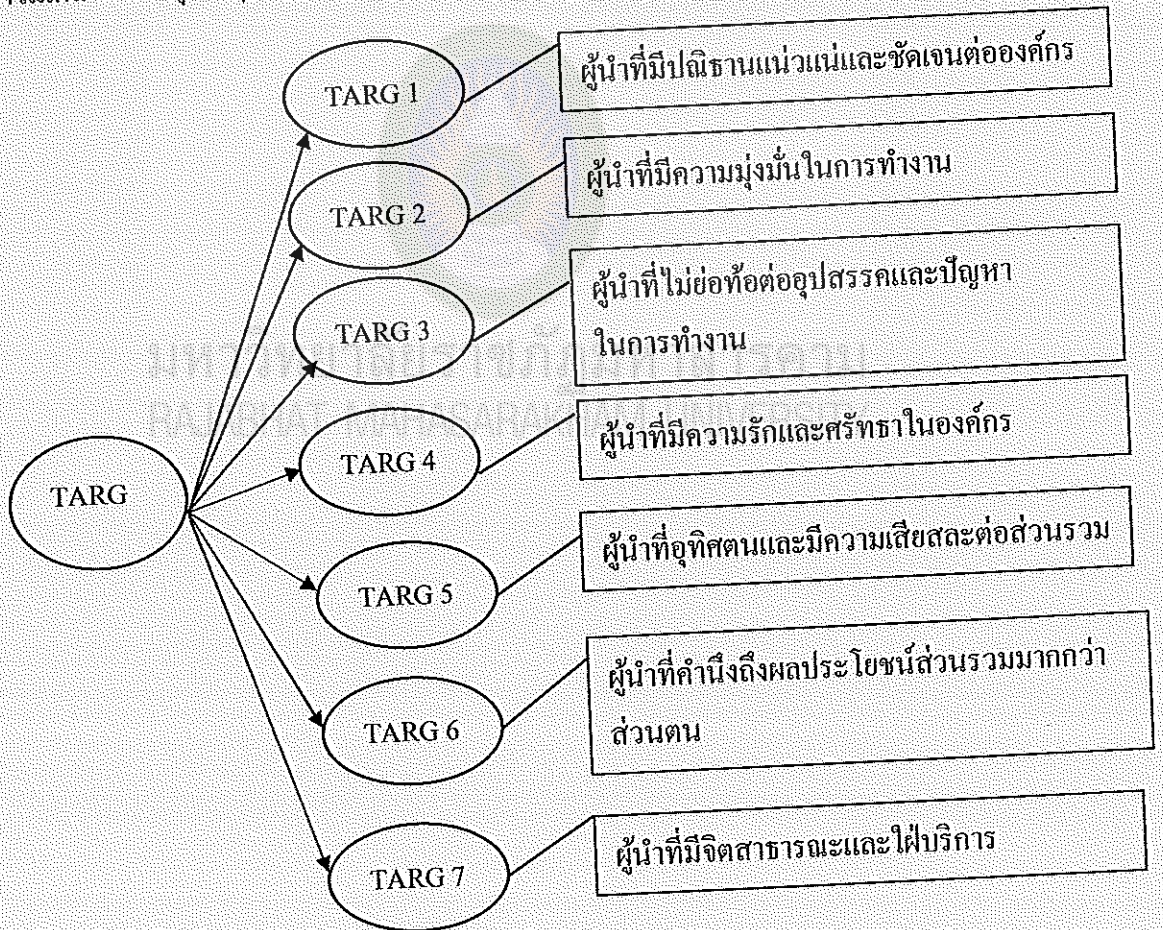 TARG 1
ผู้นำที่มีปณิธานแน่วแน่และชัดเจนต่อองค์กร
TARG 2
ผู้นำที่มีความมุ่งมั่นในการทำงาน
TARG 3
ผู้นำที่ไม่ย่อท้อต่ออุปสรรคและปัญหา
ในการทำงาน
TARG
TARG 4
ผู้นำที่มีความรักและศรัทธาในองค์กร
TARG 5
ผู้นำที่อุทิศตนและมีความเสียสละต่อส่วนรวม
TARG 6
ผู้นำที่คำนึงถึงผลประโยชน์ส่วนรวมมากกว่า
ส่วนตน
TARG 7
ผู้นำที่มีจิตสาธารณะและใฝ่บริการ